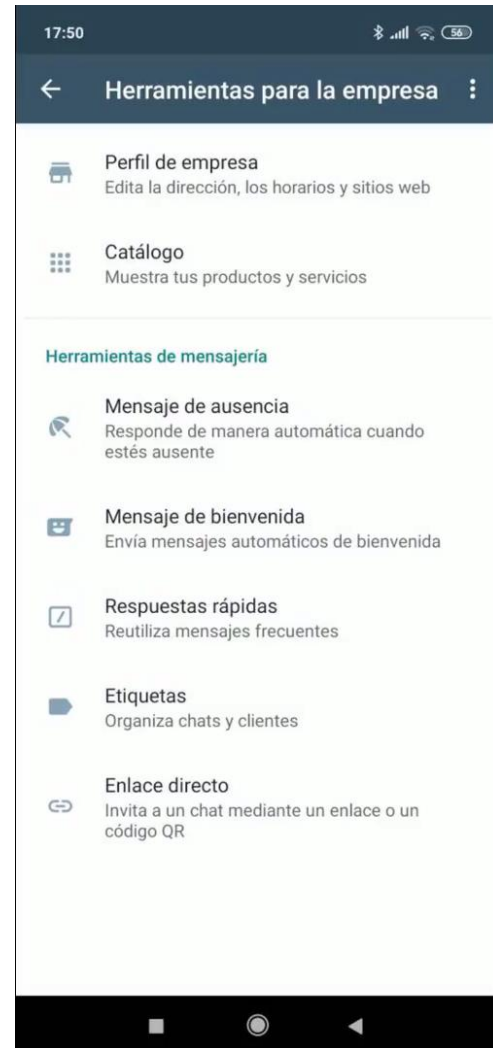 17:50
56
Herramientas para la empresa
Perfil de empresa
Edita la dirección, los horarios y sitios web
Catálogo
Muestra tus productos y servicios
Herramientas de mensajería
Mensaje de ausencia
Responde de manera automática cuando
estés ausente
Mensaje de bienvenida
Envía mensajes automáticos de bienvenida
Respuestas rápidas
Reutiliza mensajes frecuentes
Etiquetas
Organiza chats y clientes
Enlace directo
Invita a un chat mediante un enlace o un
código QR